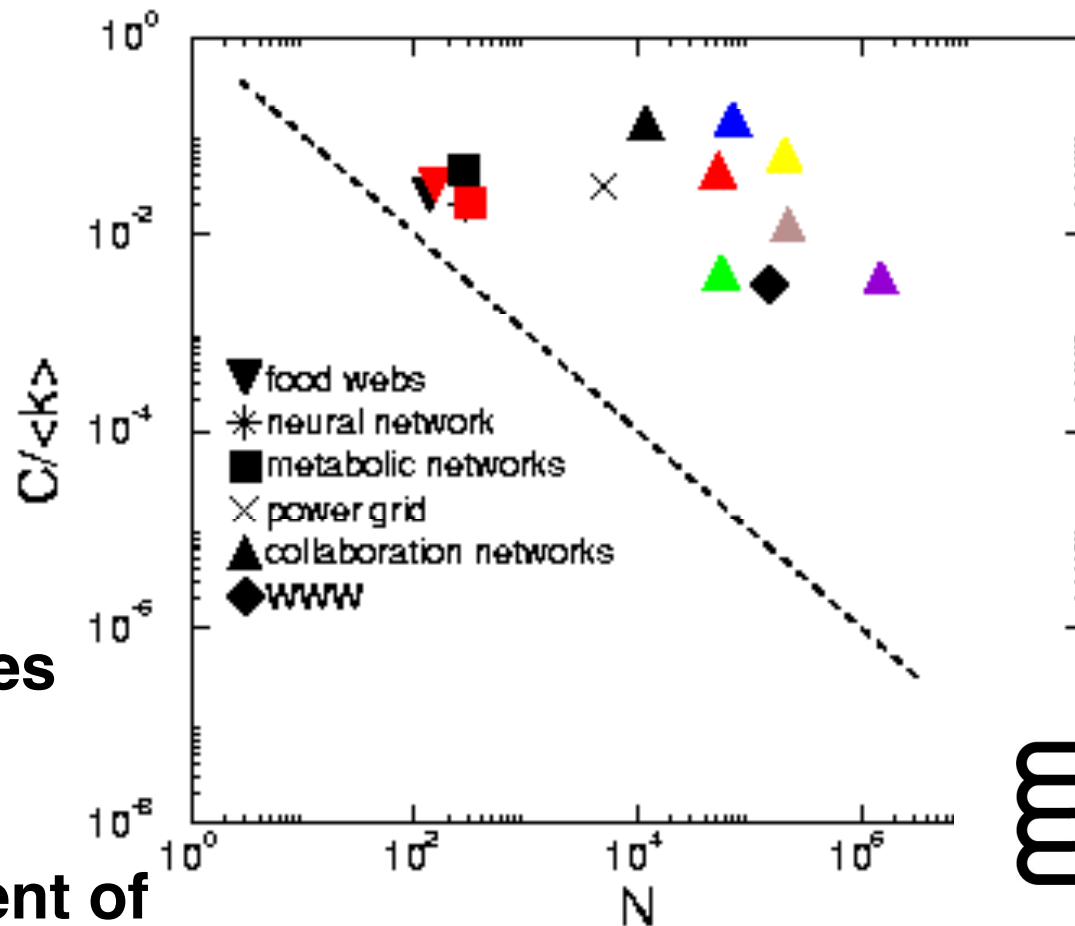 10^0
10^-2
10^-4
10^-6
10^-8
C/<k>
food webs
neural network
metabolic networks
power grid
collaboration networks
WWW
es
10^0 10^2 10^4 10^6
N
ent of